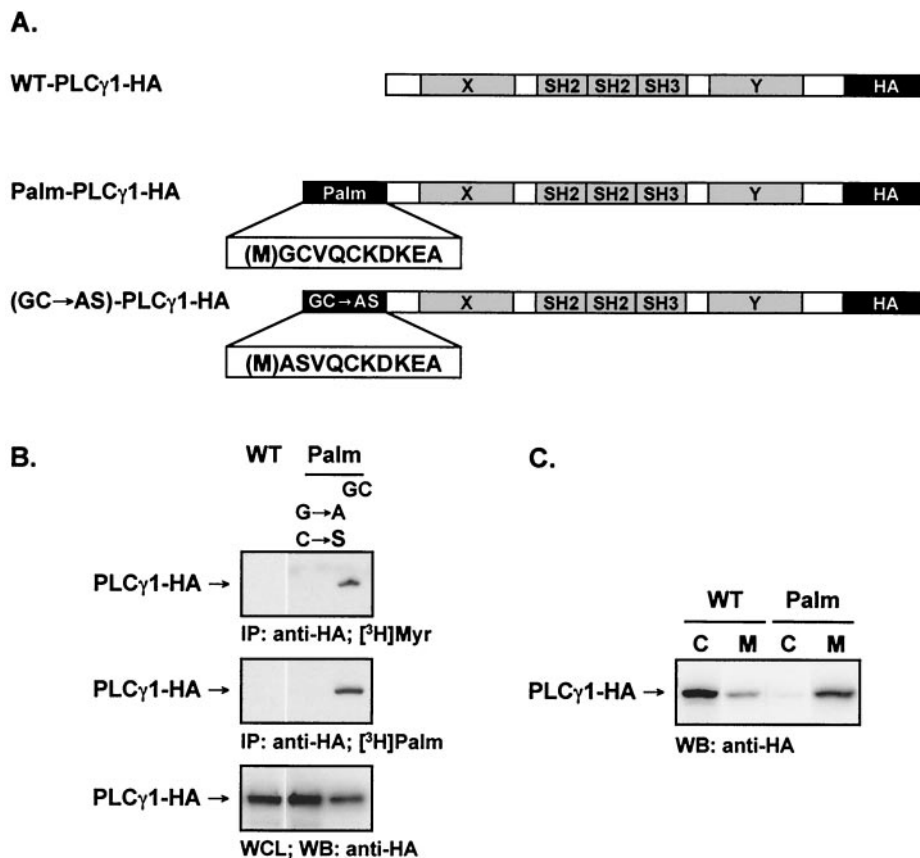 A.
WT-PLCγ1-HA
X SH2 SH2 SH3 Y HA
Palm-PLCγ1-HA
Palm X SH2 SH2 SH3 Y HA
(M)GCVQCKDKEA
(GC→AS)-PLCγ1-HA
GC→AS X SH2 SH2 SH3 Y HA
(M)ASVQCKDKEA
B.
WT Palm
GC
G→A
C→S
PLCγ1-HA →
IP: anti-HA; [³H]Myr
PLCγ1-HA →
IP: anti-HA; [³H]Palm
PLCγ1-HA →
WCL; WB: anti-HA
C.
WT Palm
C M C M
PLCγ1-HA →
WB: anti-HA